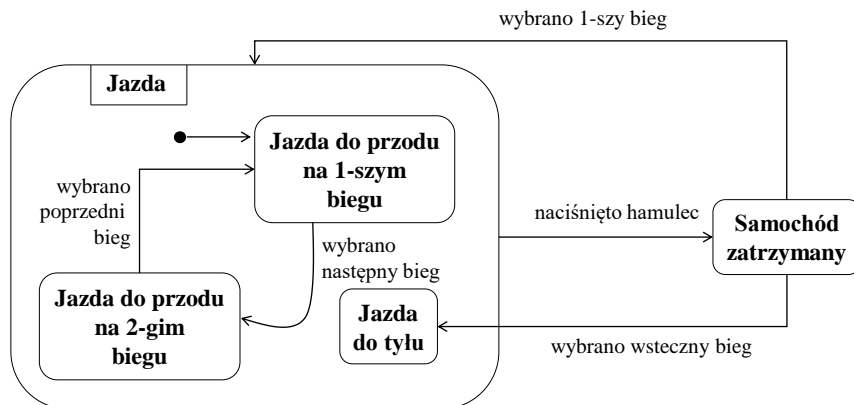 wybrano 1-szy bieg
Jazda
Jazda do przodu
na 1-szym
biegu
wybrano
poprzedni
bieg
naciśnięto hamulec
Samochód
zatrzymany
wybrano
następny bieg
Jazda do przodu
na 2-gim
biegu
Jazda
do tyłu
wybrano wsteczny bieg